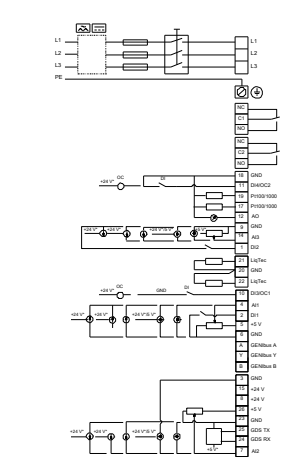 L1 L1
L2 L2
L3 L3
PE
NC
C1
NO
NC
C2
NO
18 GND
+24 V* OC DI 11 DI4/OC2
19 Pt100/1000
17 Pt100/1000
12 AO
9 GND
+24 V* +24 V* +24 V*/5 V* +5 V* 14 AI3
1 DI2
21 LiqTec
20 GND
22 LiqTec
+24 V* OC GND DI 10 DI3/OC1
4 AI1
2 DI1
+24 V* +24 V* +24 V*/5 V* 5 +5 V
6 GND
A GENIbus A
Y GENIbus Y
B GENIbus B
3 GND
15 +24 V
8 +24 V
26 +5 V
23 GND
+24 V* +24 V* +24 V*/5 V* 25 GDS TX
24 GDS RX
+5 V* 7 AI2